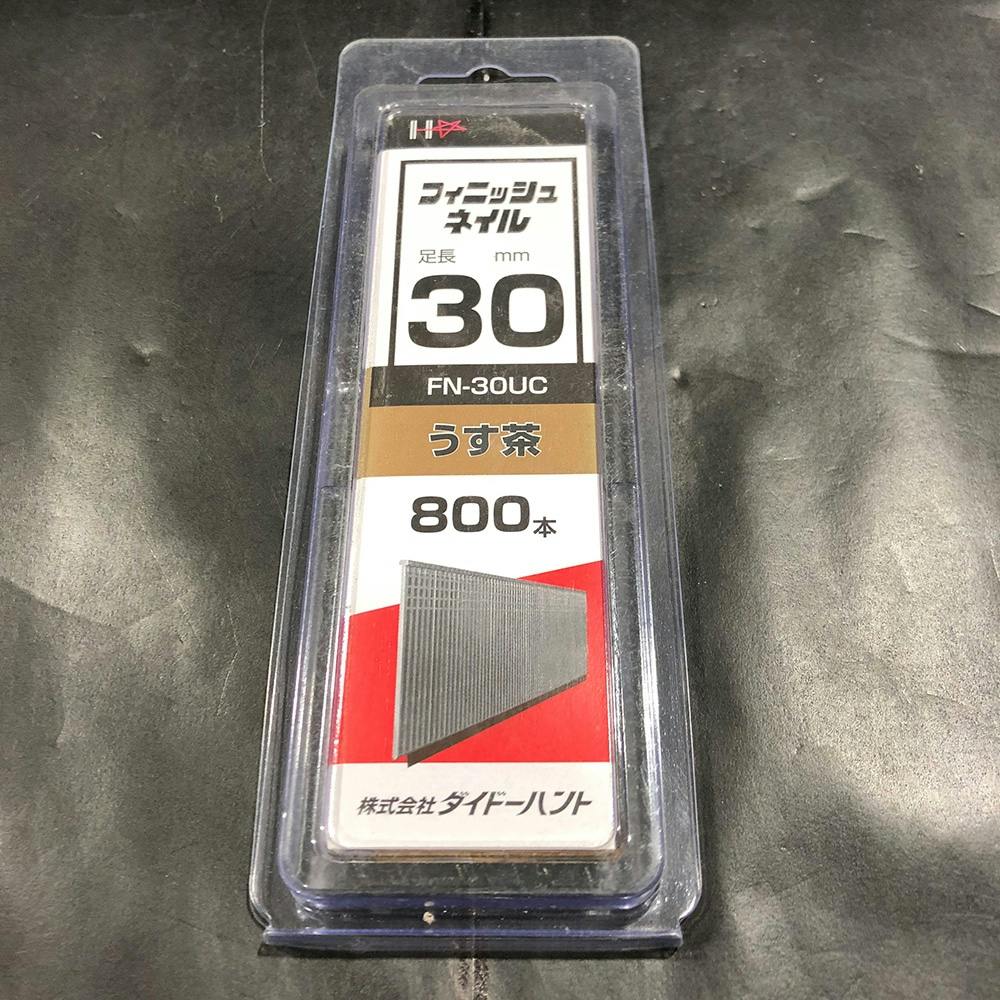 H
フィニッシュ
ネイル
足長 mm
30
FN-30UC
うす茶
800本
株式会社ダイドーハント